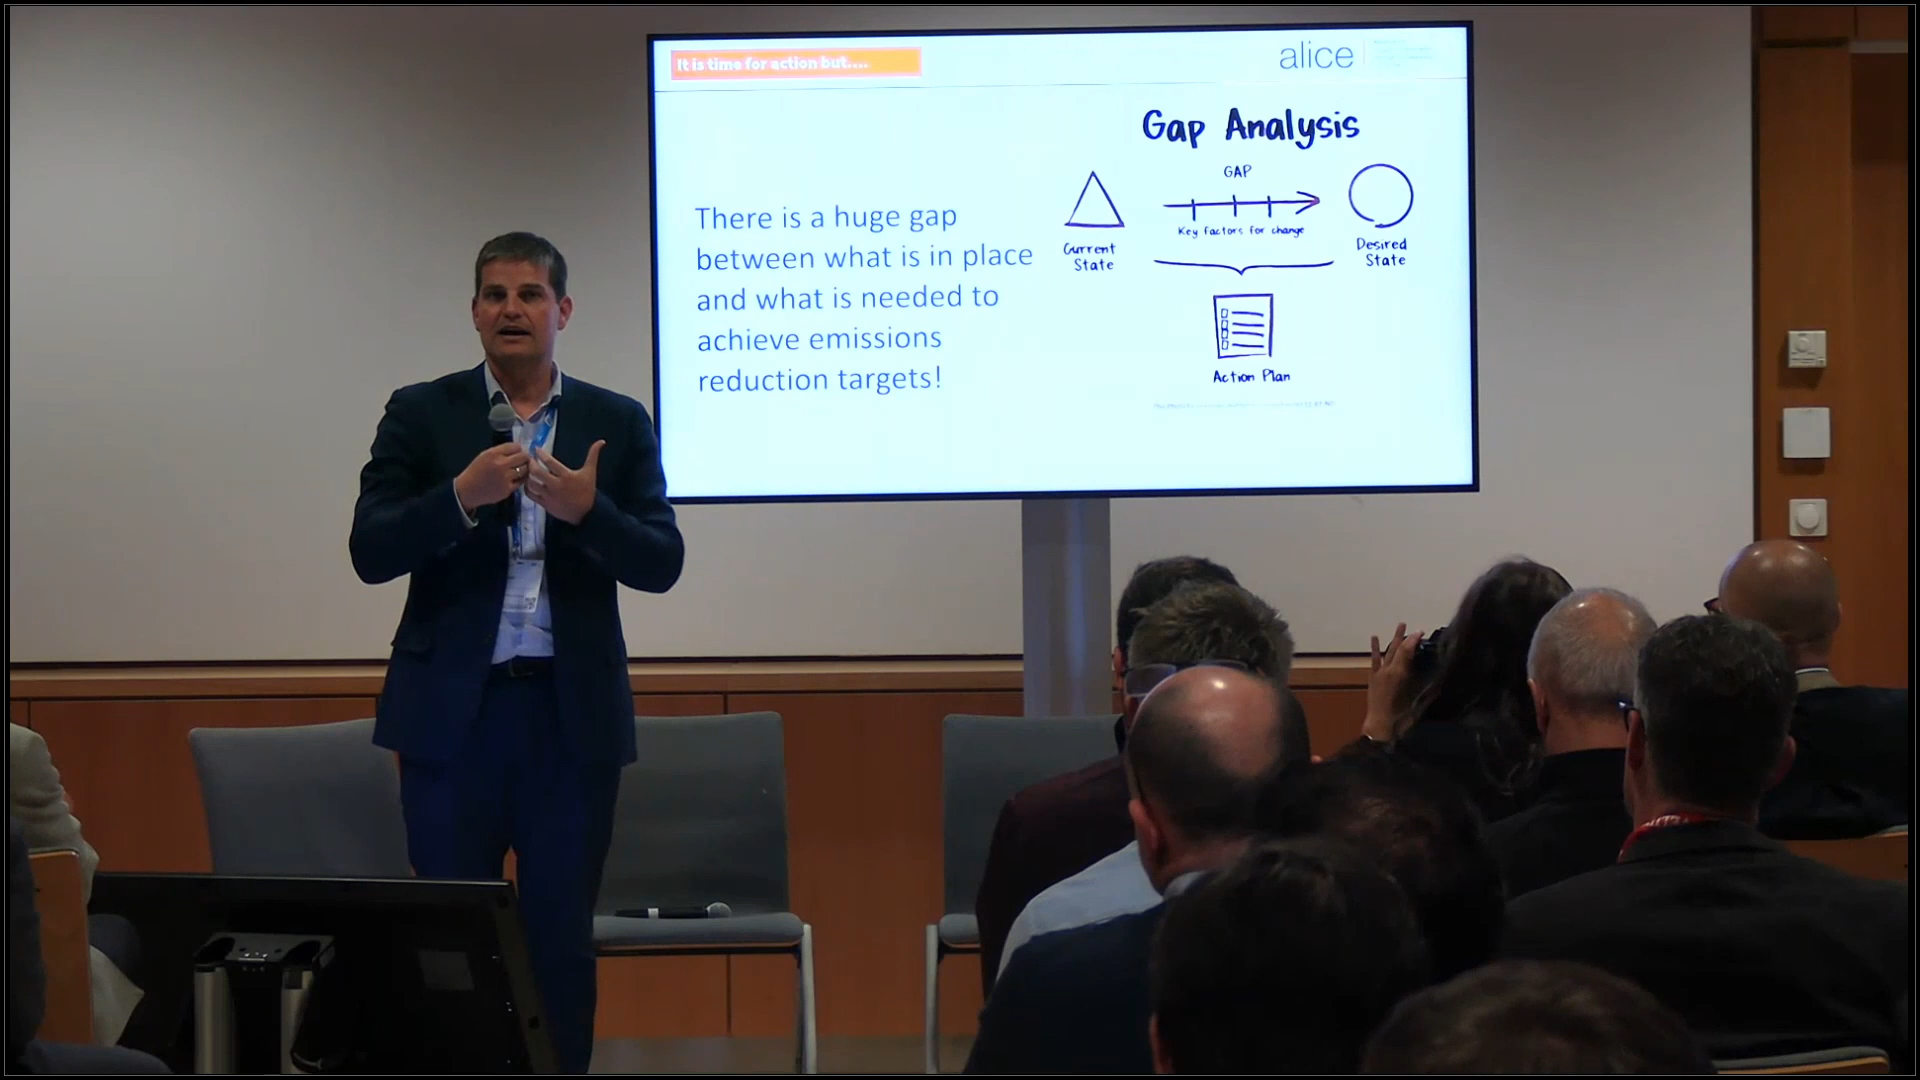 It is time for action but....
alice
Gap Analysis
GAP
Key factors for change
Current
State
Desired
State
Action Plan
There is a huge gap
between what is in place
and what is needed to
achieve emissions
reduction targets!